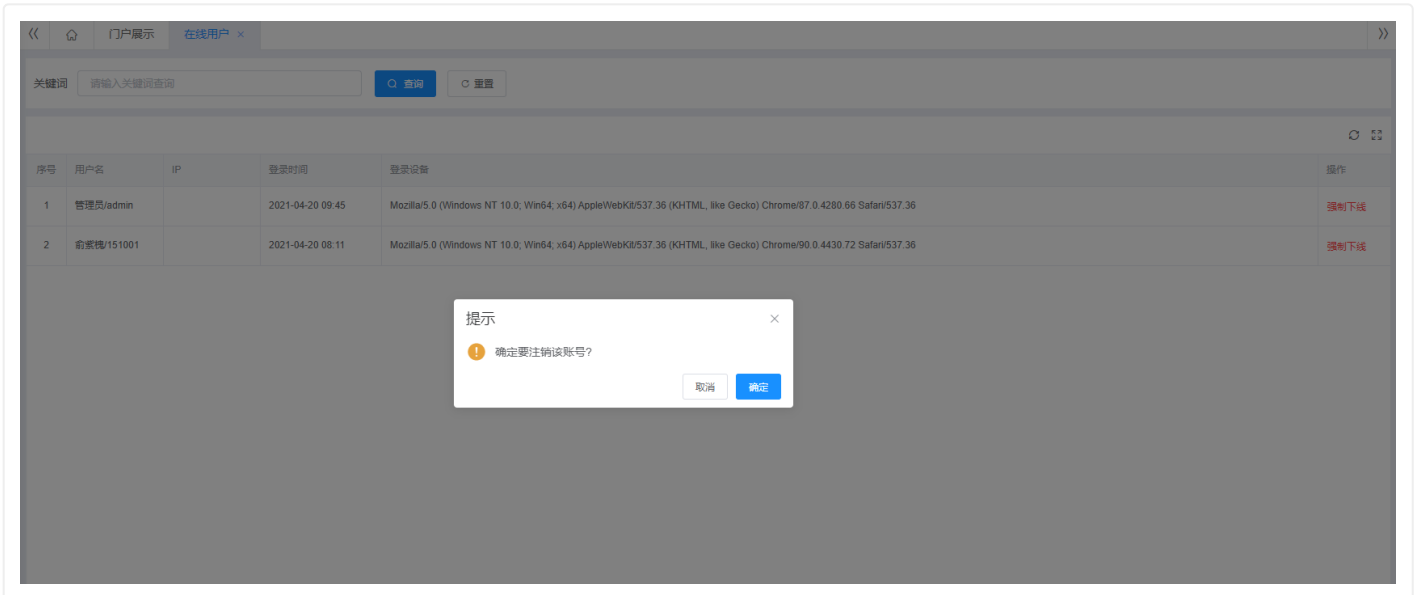 门户展示 在线用户
关键词 请输入关键词查询 查询 重置
序号 用户名 IP 登录时间 登录设备 操作
1 管理员/admin 2021-04-20 09:45 Mozilla/5.0 (Windows NT 10.0; Win64; x64) AppleWebKit/537.36 (KHTML, like Gecko) Chrome/87.0.4280.66 Safari/537.36 强制下线
2 俞紫槐/151001 2021-04-20 08:11 Mozilla/5.0 (Windows NT 10.0; Win64; x64) AppleWebKit/537.36 (KHTML, like Gecko) Chrome/90.0.4430.72 Safari/537.36 强制下线
提示
确定要注销该账号?
取消 确定